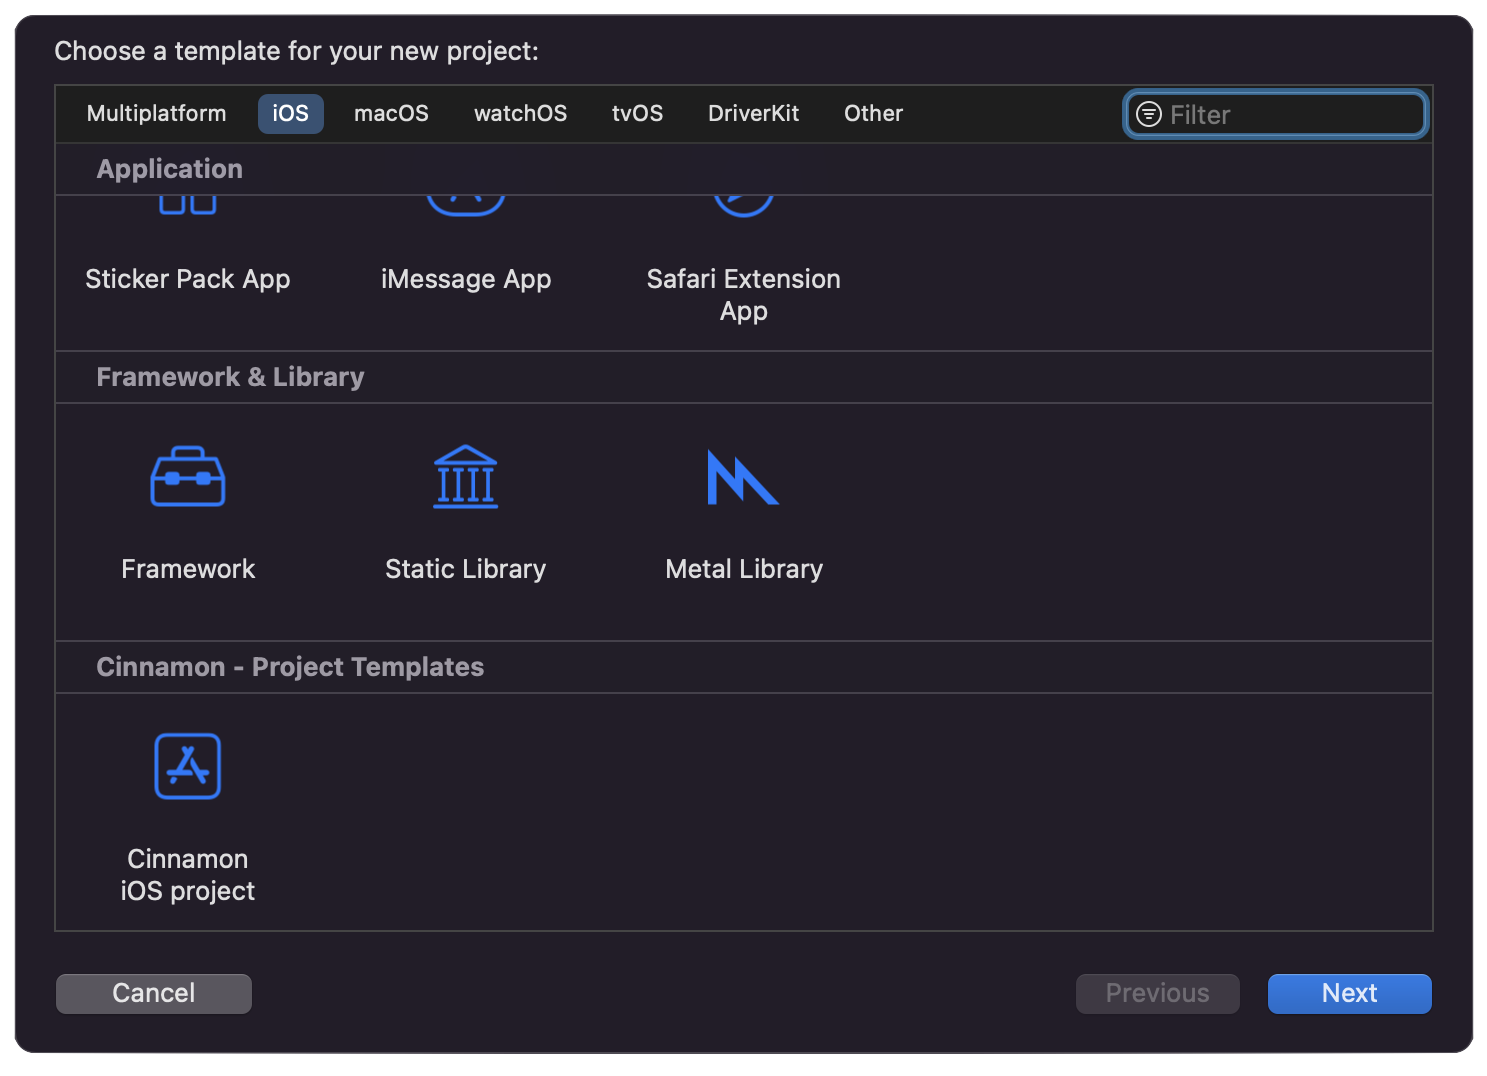 Choose a template for your new project:
Multiplatform iOS macOS watchOS tvOS DriverKit Other Filter
Application
Sticker Pack App iMessage App Safari Extension
App
Framework & Library
Framework Static Library Metal Library
Cinnamon - Project Templates
Cinnamon
iOS project
Cancel Previous Next